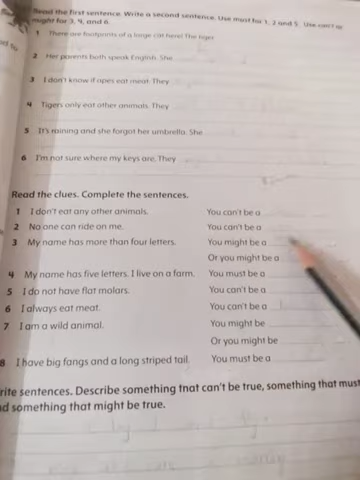 Read the first sentence. Write a second sentence. Use must for 1, 2 and 5. Use can't or
might for 3, 4, and 6.
1 There are footprints of a large cat here! The tiger
2 Her parents both speak English. She
3 I don't know if apes eat meat. They
4 Tigers only eat other animals. They
5 It's raining and she forgot her umbrella. She
6 I'm not sure where my keys are. They
Read the clues. Complete the sentences.
1 I don't eat any other animals. You can't be a
2 No one can ride on me. You can't be a
3 My name has more than four letters. You might be a
Or you might be a
4 My name has five letters. I live on a farm. You must be a
5 I do not have flat molars. You can't be a
6 I always eat meat. You can't be a
7 I am a wild animal. You might be
Or you might be
8 I have big fangs and a long striped tail. You must be a
rite sentences. Describe something that can't be true, something that must
nd something that might be true.